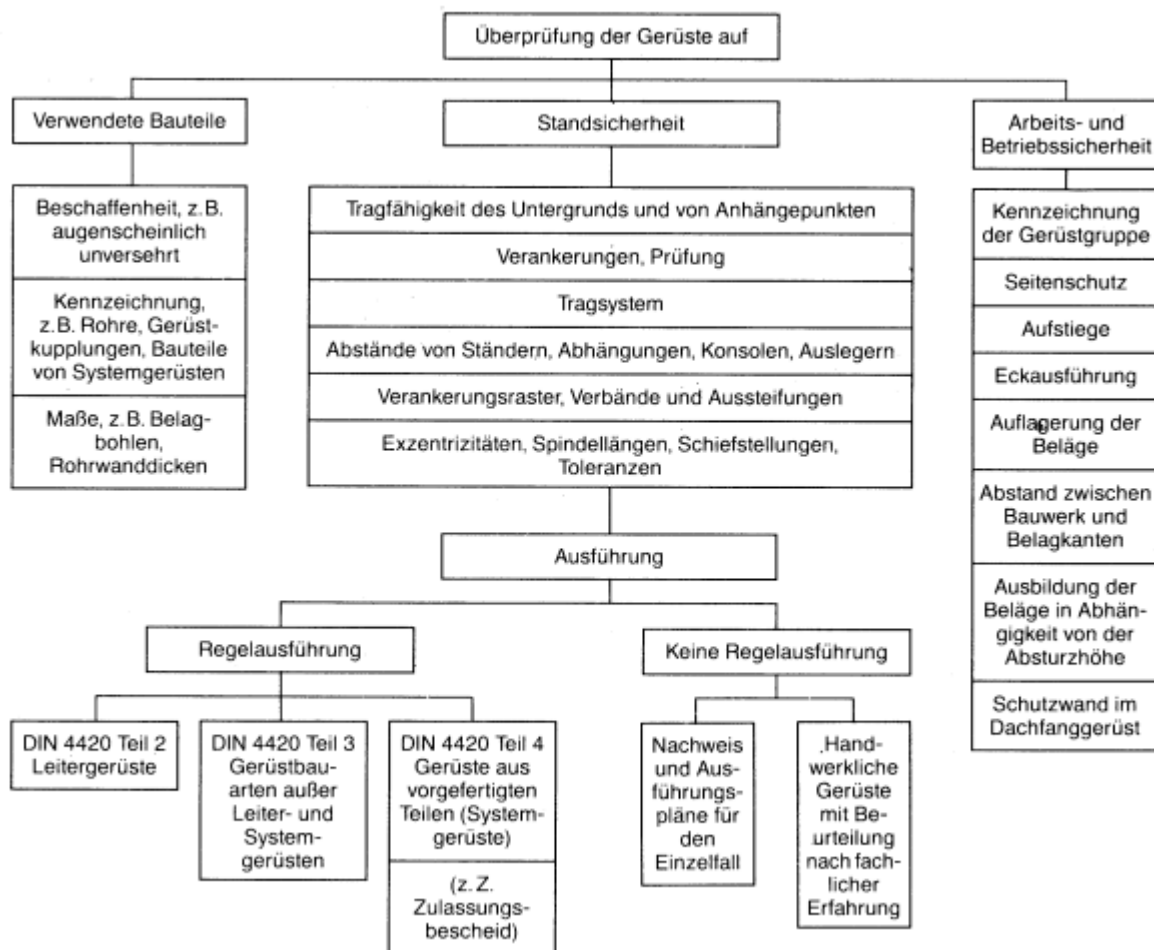 Überprüfung der Gerüste auf
Verwendete Bauteile
Beschaffenheit, z. B.
augenscheinlich
unversehrt
Kennzeichnung,
z. B. Rohre, Gerüst-
kupplungen, Bauteile
von Systemgerüsten
Maße, z. B. Belag-
bohlen,
Rohrwanddicken
Standsicherheit
Tragfähigkeit des Untergrunds und von Anhängepunkten
Verankerungen, Prüfung
Tragsystem
Abstände von Ständern, Abhängungen, Konsolen, Auslegern
Verankerungsraster, Verbände und Aussteifungen
Exzentrizitäten, Spindellängen, Schiefstellungen,
Toleranzen
Ausführung
Regelausführung
DIN 4420 Teil 2
Leitergerüste
DIN 4420 Teil 3
Gerüstbau-
arten außer
Leiter- und
System-
gerüsten
DIN 4420 Teil 4
Gerüste aus
vorgefertigten
Teilen (System-
gerüste)
(z. Z.
Zulassungs-
bescheid)
Keine Regelausführung
Nachweis
und Aus-
führungs-
pläne für
den
Einzelfall
Hand-
werkliche
Gerüste
mit Be-
urteilung
nach fach-
licher
Erfahrung
Arbeits- und
Betriebssicherheit
Kennzeichnung
der Gerüstgruppe
Seitenschutz
Aufstiege
Eckausführung
Auflagerung der
Beläge
Abstand zwischen
Bauwerk und
Belagkanten
Ausbildung der
Beläge in Abhän-
gigkeit von der
Absturzhöhe
Schutzwand im
Dachfanggerüst